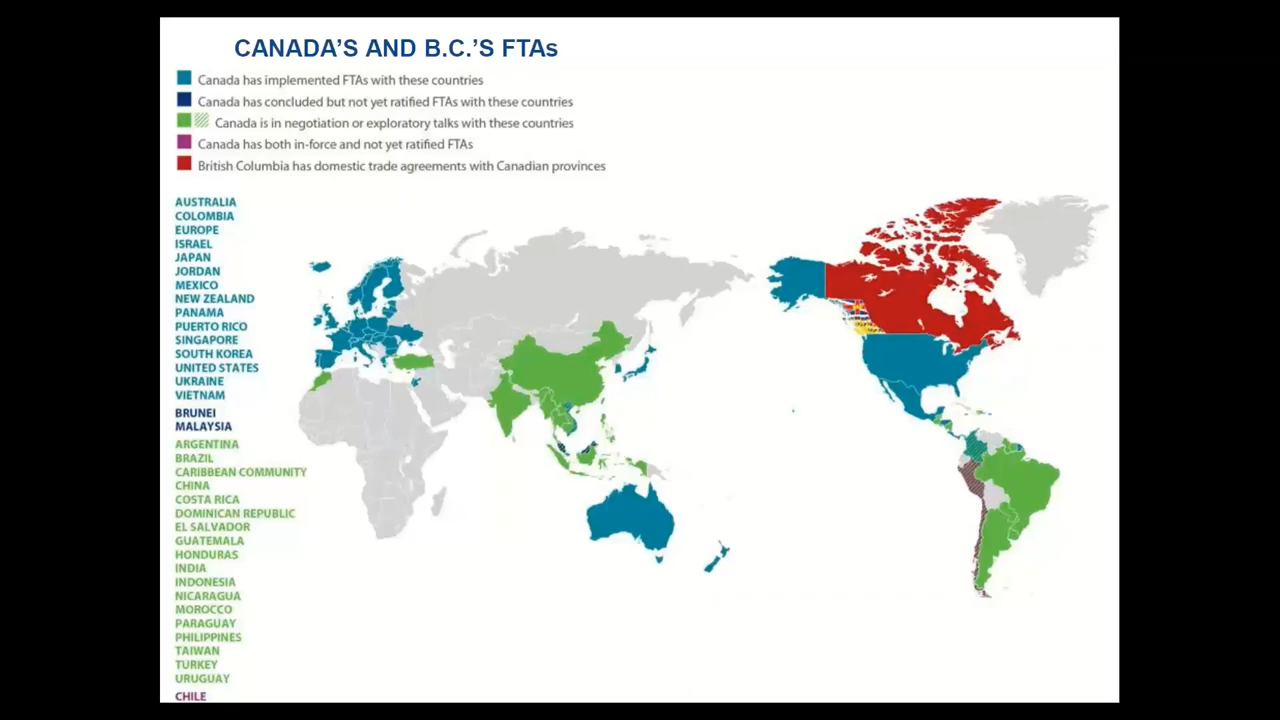 CANADA'S AND B.C.'S FTAs
Canada has implemented FTAs with these countries
Canada has concluded but not yet ratified FTAs with these countries
Canada is in negotiation or exploratory talks with these countries
Canada has both in-force and not yet ratified FTAs
British Columbia has domestic trade agreements with Canadian provinces
AUSTRALIA
COLOMBIA
EUROPE
ISRAEL
JAPAN
JORDAN
MEXICO
NEW ZEALAND
PANAMA
PUERTO RICO
SINGAPORE
SOUTH KOREA
UNITED STATES
UKRAINE
VIETNAM
BRUNEI
MALAYSIA
ARGENTINA
BRAZIL
CARIBBEAN COMMUNITY
CHINA
COSTA RICA
DOMINICAN REPUBLIC
EL SALVADOR
GUATEMALA
HONDURAS
INDIA
INDONESIA
NICARAGUA
MOROCCO
PARAGUAY
PHILIPPINES
TAIWAN
TURKEY
URUGUAY
CHILE